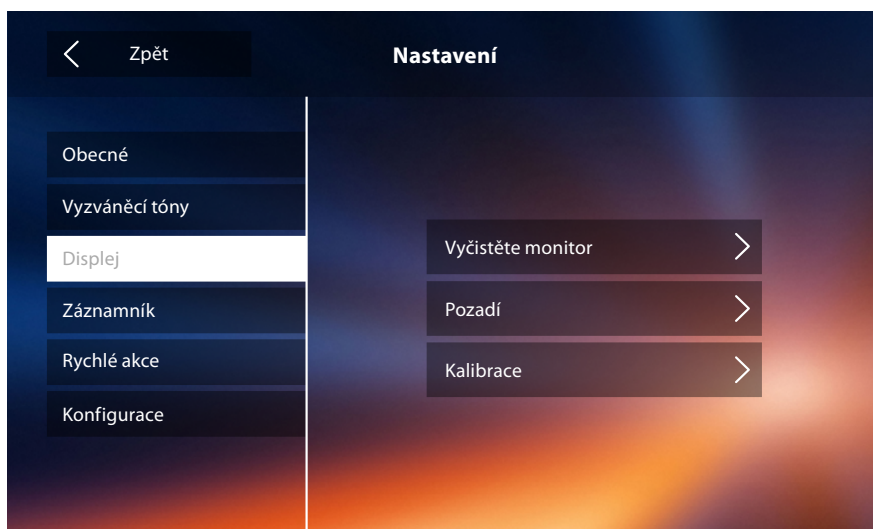 Zpět
Nastavení
Obecné
Vyzváněcí tóny
Displej
Záznamník
Rychlé akce
Konfigurace
Vyčistěte monitor
Pozadí
Kalibrace